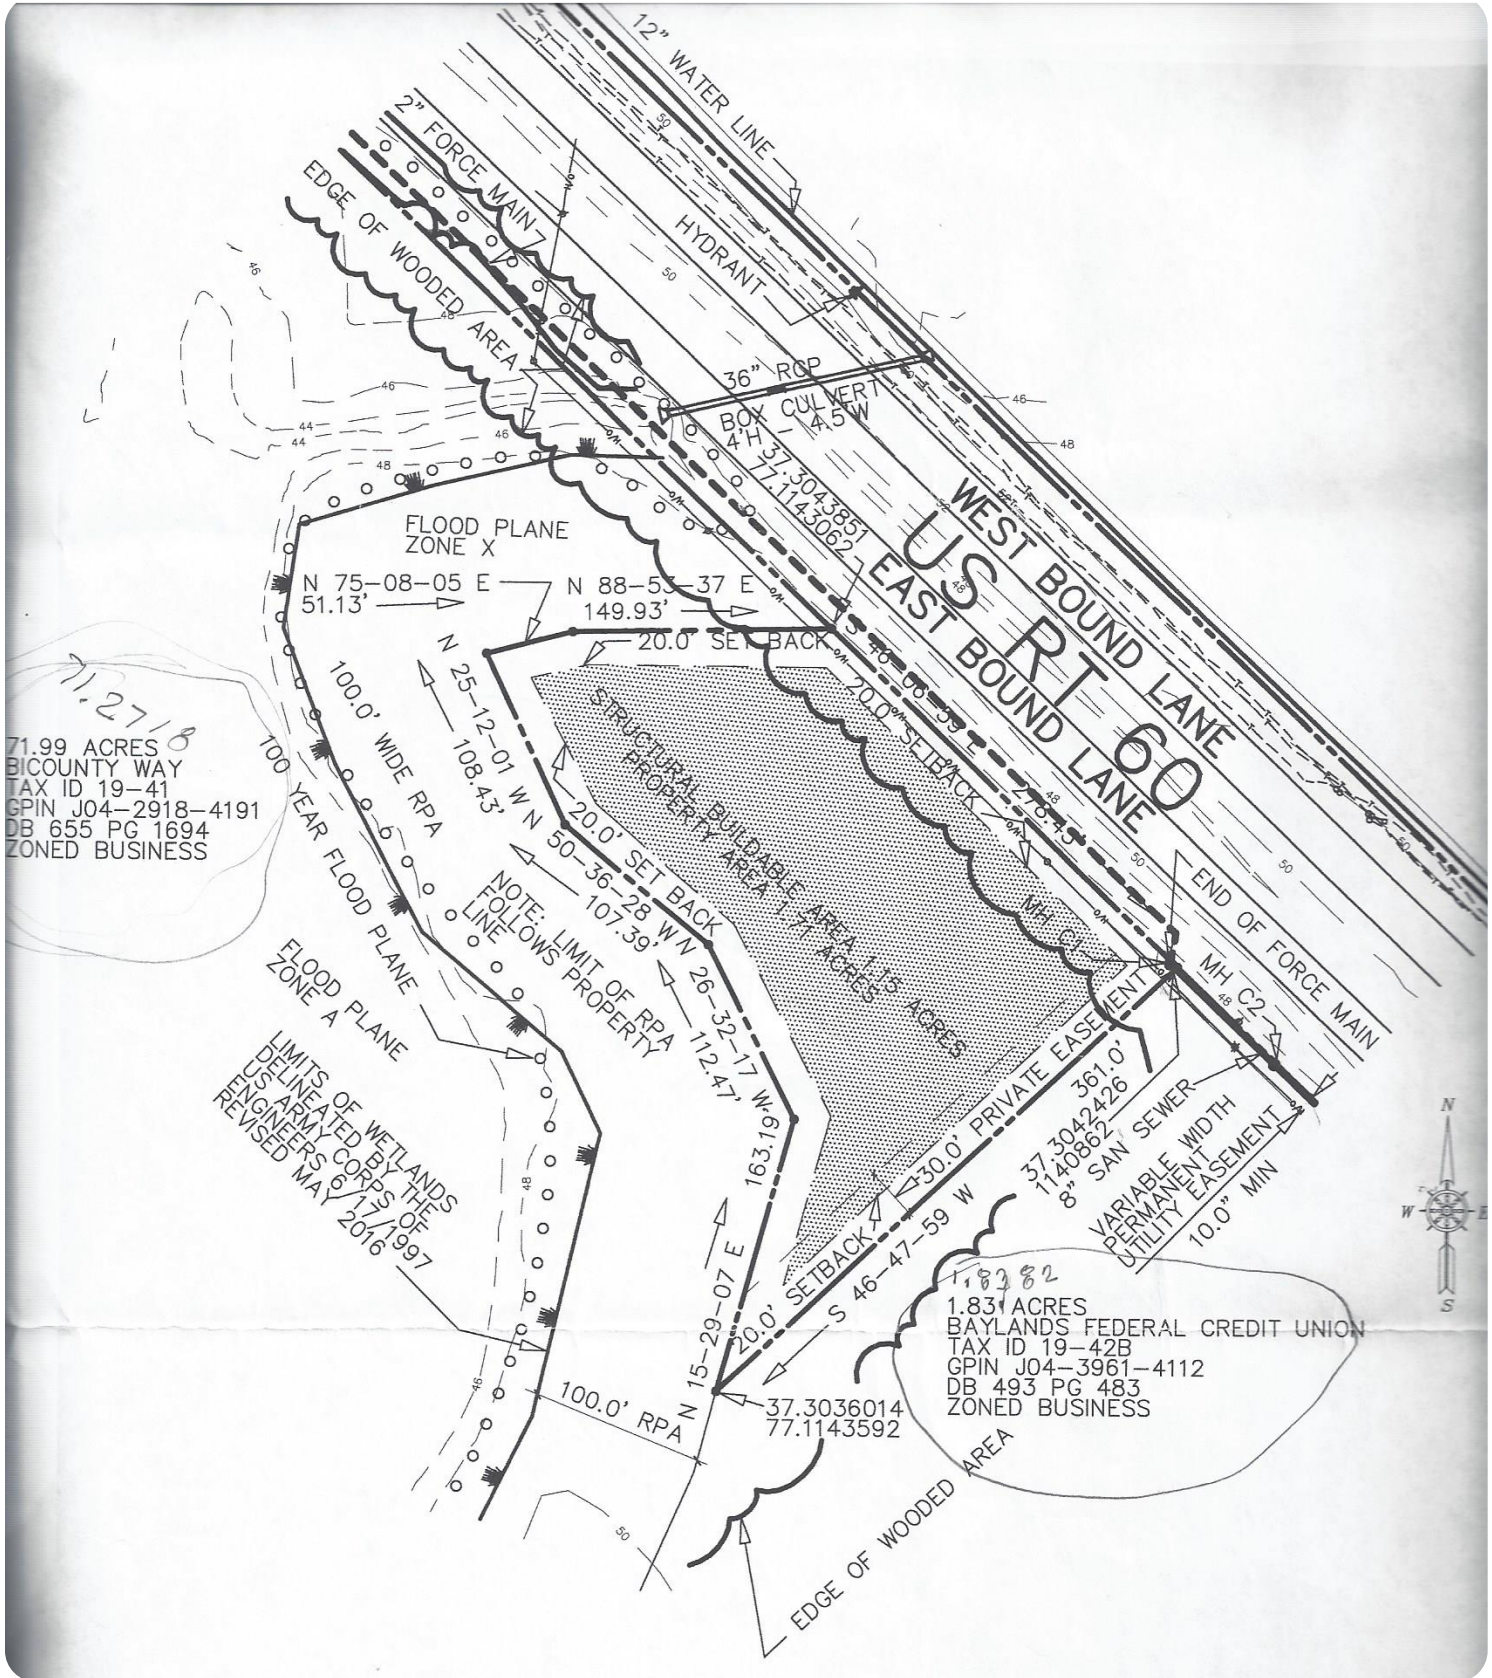 12" WATER LINE
2" FORCE MAIN
EDGE OF WOODED AREA
HYDRANT
36" RCP
BOX CULVERT
4'H - 4.5'W
37.3043851
77.1143062
WEST BOUND LANE
US RT 60
EAST BOUND LANE
FLOOD PLANE
ZONE X
N 75-08-05 E
51.13'
N 88-53-37 E
149.93'
20.0' SET BACK
S 46-08-59 E 278.43'
20.0' SETBACK
N 25-12-01 W
108.43'
100.0' WIDE RPA
100 YEAR FLOOD PLANE
71.2718
71.99 ACRES
BICOUNTY WAY
TAX ID 19-41
GPIN J04-2918-4191
DB 655 PG 1694
ZONED BUSINESS
STRUCTURAL BUILDABLE AREA 1.15 ACRES
PROPERTY AREA 1.71 ACRES
20.0' SET BACK
N 50-36-28 W
107.39'
NOTE: LIMIT OF RPA
FOLLOWS PROPERTY
LINE
N 26-32-17 W
112.47'
FLOOD PLANE
ZONE A
LIMITS OF WETLANDS
DELINEATED BY THE
US ARMY CORPS OF
ENGINEERS 6/17/1997
REVISED MAY 2016
MH C1
MH C2
END OF FORCE MAIN
30.0' PRIVATE EASEMENT
361.0'
37.3042426
1140862
8" SAN SEWER
VARIABLE WIDTH
PERMANENT
UTILITY EASEMENT
10.0" MIN
N
W
E
S
N 15-29-07 E 163.19'
20.0' SETBACK
S 46-47-59 W
100.0' RPA
37.3036014
77.1143592
1.8382
1.83 ACRES
BAYLANDS FEDERAL CREDIT UNION
TAX ID 19-42B
GPIN J04-3961-4112
DB 493 PG 483
ZONED BUSINESS
EDGE OF WOODED AREA
50
50
46
48
46
44
44
46
48
46
48
48
50
50
50
48
48
46
50